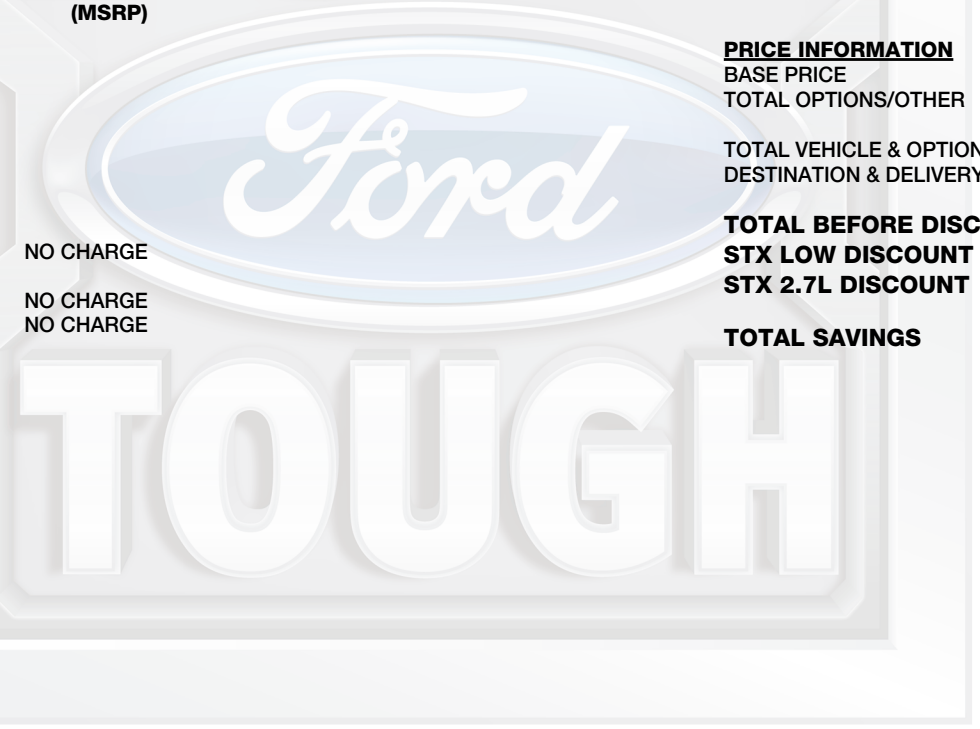 (MSRP)
PRICE INFORMATION
BASE PRICE
TOTAL OPTIONS/OTHER
TOTAL VEHICLE & OPTION
DESTINATION & DELIVERY
TOTAL BEFORE DISC
STX LOW DISCOUNT
STX 2.7L DISCOUNT
TOTAL SAVINGS
NO CHARGE
NO CHARGE
NO CHARGE
Ford
TOUGH